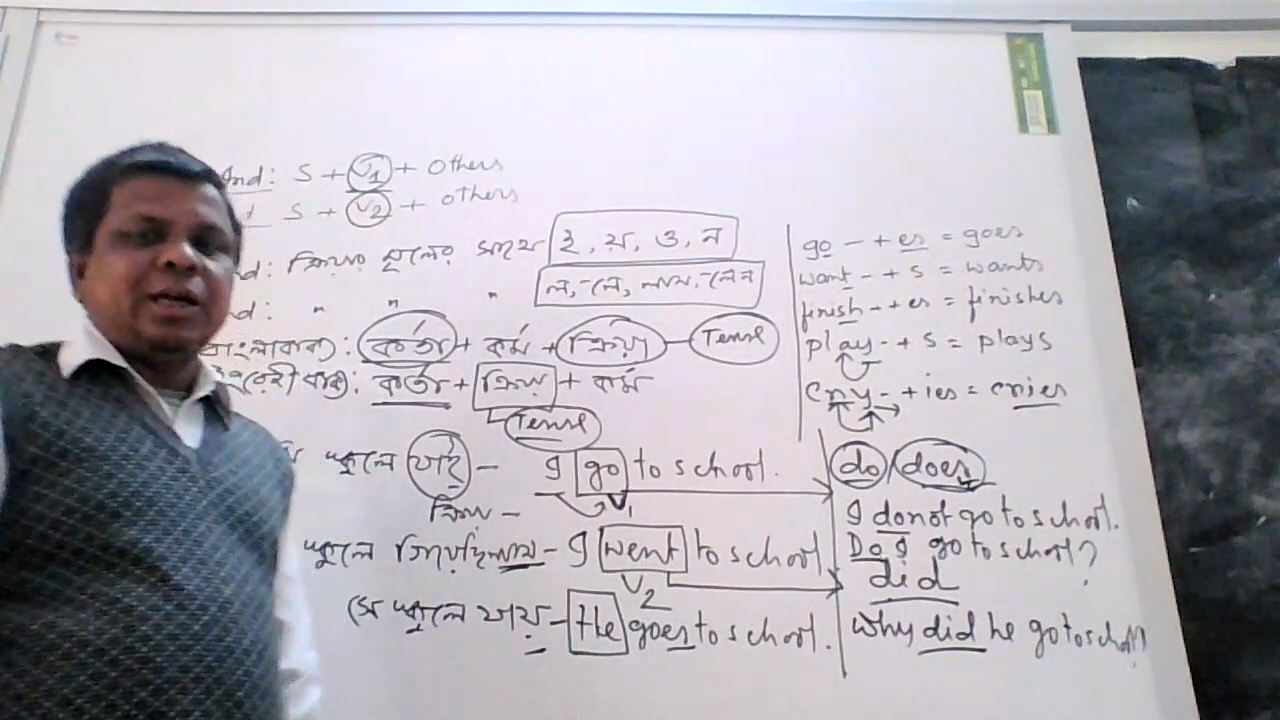 And: S + V1 + Others
S + V2 + others
ক্রিয়ার মূলের সাথে ই, য়, ও, ন
" " " ল, -লে, লাম, -লেন
বাংলাবাক্য: কর্তা + কর্ম + ক্রিয়া - Tense
ইংরেজী বাক্য: কর্তা + ক্রিয়া + কর্ম
Tense
স্কুলে যাই - I go to school.
ক্রিয়া - V1
স্কুলে গিয়েছিলাম - I went to school
V2
সে স্কুলে যায় - He goes to school.
go - + es = goes
want - + s = wants
finish - + es = finishes
play - + s = plays
cry - + ies = cries
do / does
I do not go to school.
Do I go to school?
did
Why did he go to school?